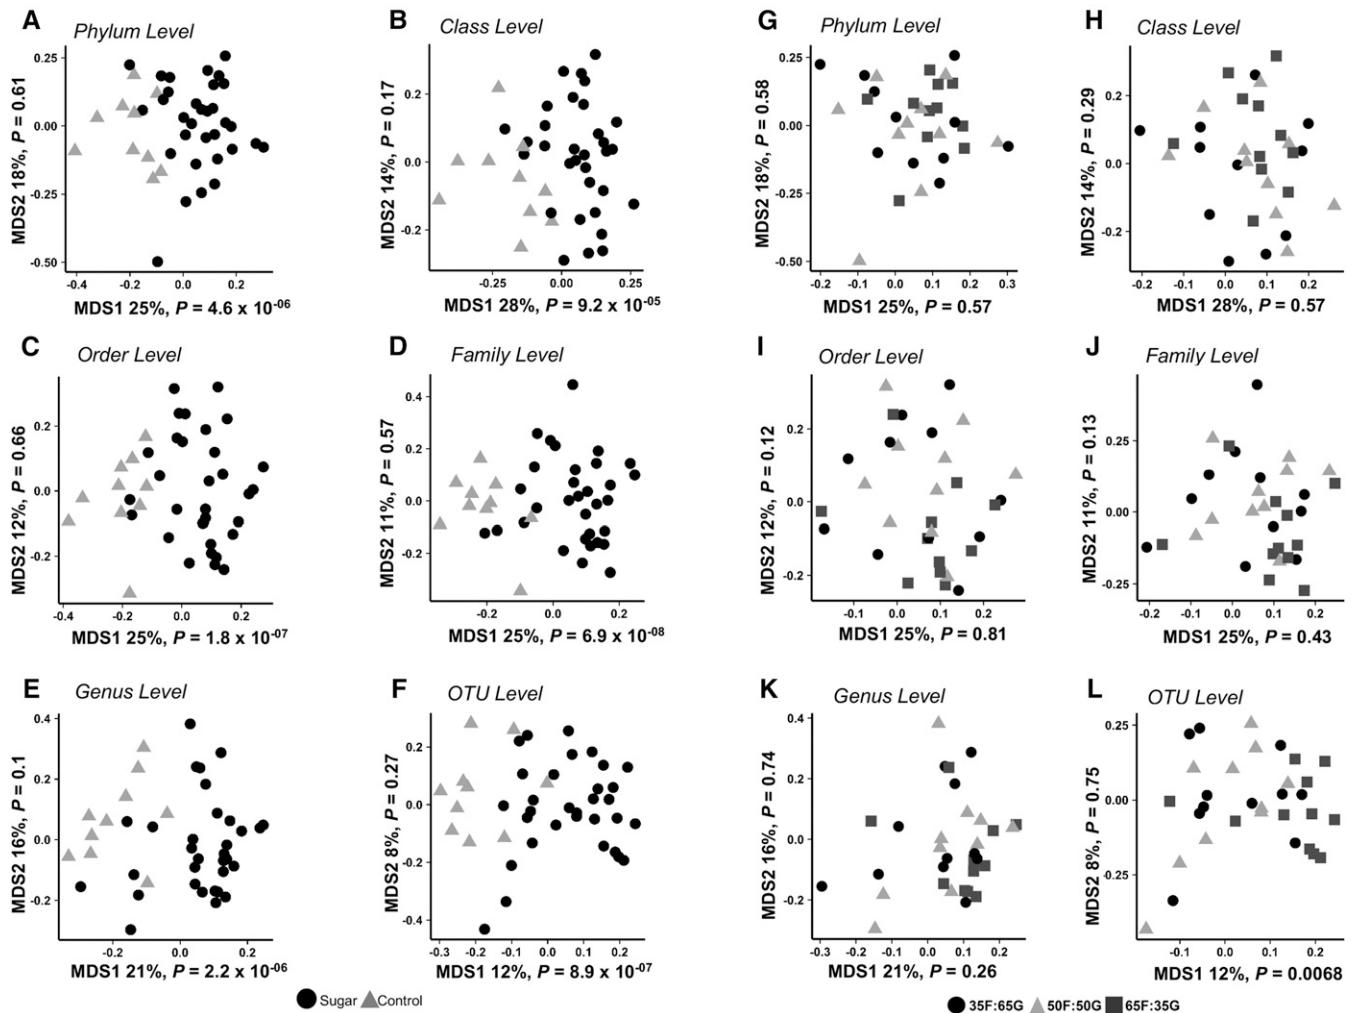 A
Phylum Level
0.25
0.00
-0.25
-0.50
MDS2 18%, P = 0.61
-0.4 -0.2 0.0 0.2
MDS1 25%, P = 4.6 x 10-06
B
Class Level
0.2
0.0
-0.2
MDS2 14%, P = 0.17
-0.25 0.00 0.25
MDS1 28%, P = 9.2 x 10-05
G
Phylum Level
0.25
0.00
-0.25
-0.50
MDS2 18%, P = 0.58
-0.2 -0.1 0.0 0.1 0.2 0.3
MDS1 25%, P = 0.57
H
Class Level
0.2
0.0
-0.2
MDS2 14%, P = 0.29
-0.2 -0.1 0.0 0.1 0.2
MDS1 28%, P = 0.57
C
Order Level
0.2
0.0
-0.2
MDS2 12%, P = 0.66
-0.4 -0.2 0.0 0.2
MDS1 25%, P = 1.8 x 10-07
D
Family Level
0.4
0.2
0.0
-0.2
MDS2 11%, P = 0.57
-0.2 0.0 0.2
MDS1 25%, P = 6.9 x 10-08
I
Order Level
0.2
0.0
-0.2
MDS2 12%, P = 0.12
-0.1 0.0 0.1 0.2
MDS1 25%, P = 0.81
J
Family Level
0.25
0.00
-0.25
MDS2 11%, P = 0.13
-0.2 -0.1 0.0 0.1 0.2
MDS1 25%, P = 0.43
E
Genus Level
0.4
0.2
0.0
-0.2
MDS2 16%, P = 0.1
-0.2 0.0 0.2
MDS1 21%, P = 2.2 x 10-06
F
OTU Level
0.2
0.0
-0.2
-0.4
MDS2 8%, P = 0.27
-0.3 -0.2 -0.1 0.0 0.1 0.2
MDS1 12%, P = 8.9 x 10-07
K
Genus Level
0.4
0.2
0.0
-0.2
MDS2 16%, P = 0.74
-0.3 -0.2 -0.1 0.0 0.1 0.2
MDS1 21%, P = 0.26
L
OTU Level
0.25
0.00
-0.25
MDS2 8%, P = 0.75
-0.1 0.0 0.1 0.2
MDS1 12%, P = 0.0068
Sugar Control
35F:65G 50F:50G 65F:35G